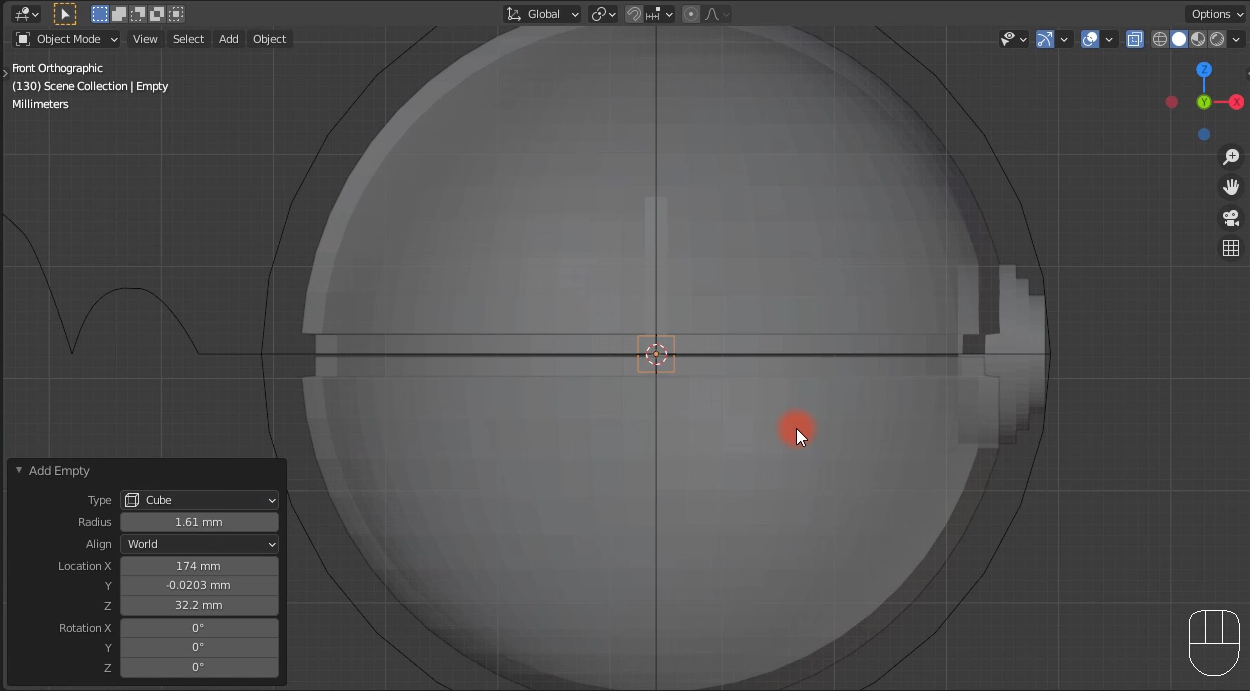 Global
Options
Object Mode
View
Select
Add
Object
Front Orthographic
(130) Scene Collection | Empty
Millimeters
Z
Y
X
Add Empty
Type
Cube
Radius
1.61 mm
Align
World
Location X
174 mm
Y
-0.0203 mm
Z
32.2 mm
Rotation X
0°
Y
0°
Z
0°